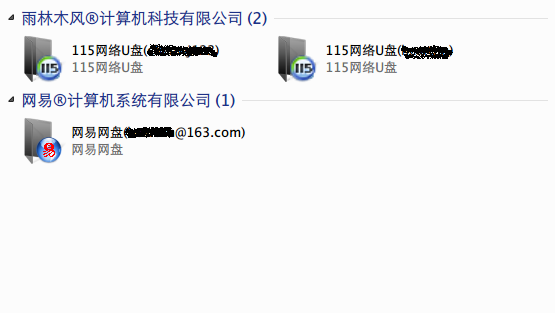 雨林木风®计算机科技有限公司 (2)
115网络U盘( )
115网络U盘
115网络U盘( )
115网络U盘
网易®计算机系统有限公司 (1)
网易网盘( @163.com)
网易网盘
115
115
易